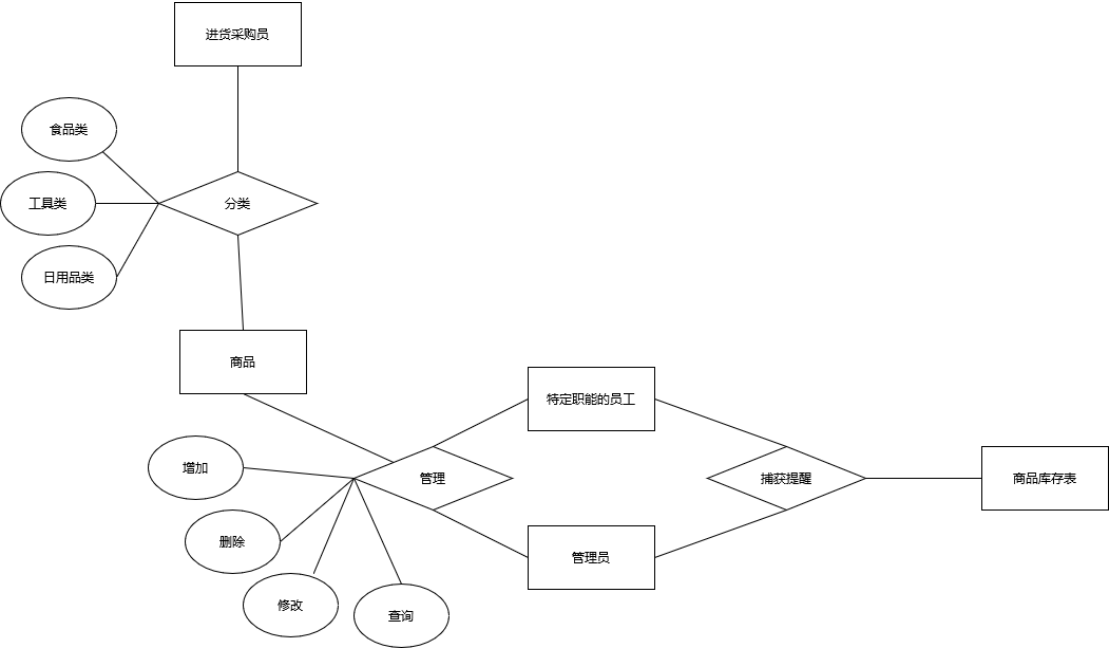 进货采购员
食品类
工具类
分类
日用品类
商品
特定职能的员工
增加
管理
捕获提醒
商品库存表
删除
管理员
修改
查询